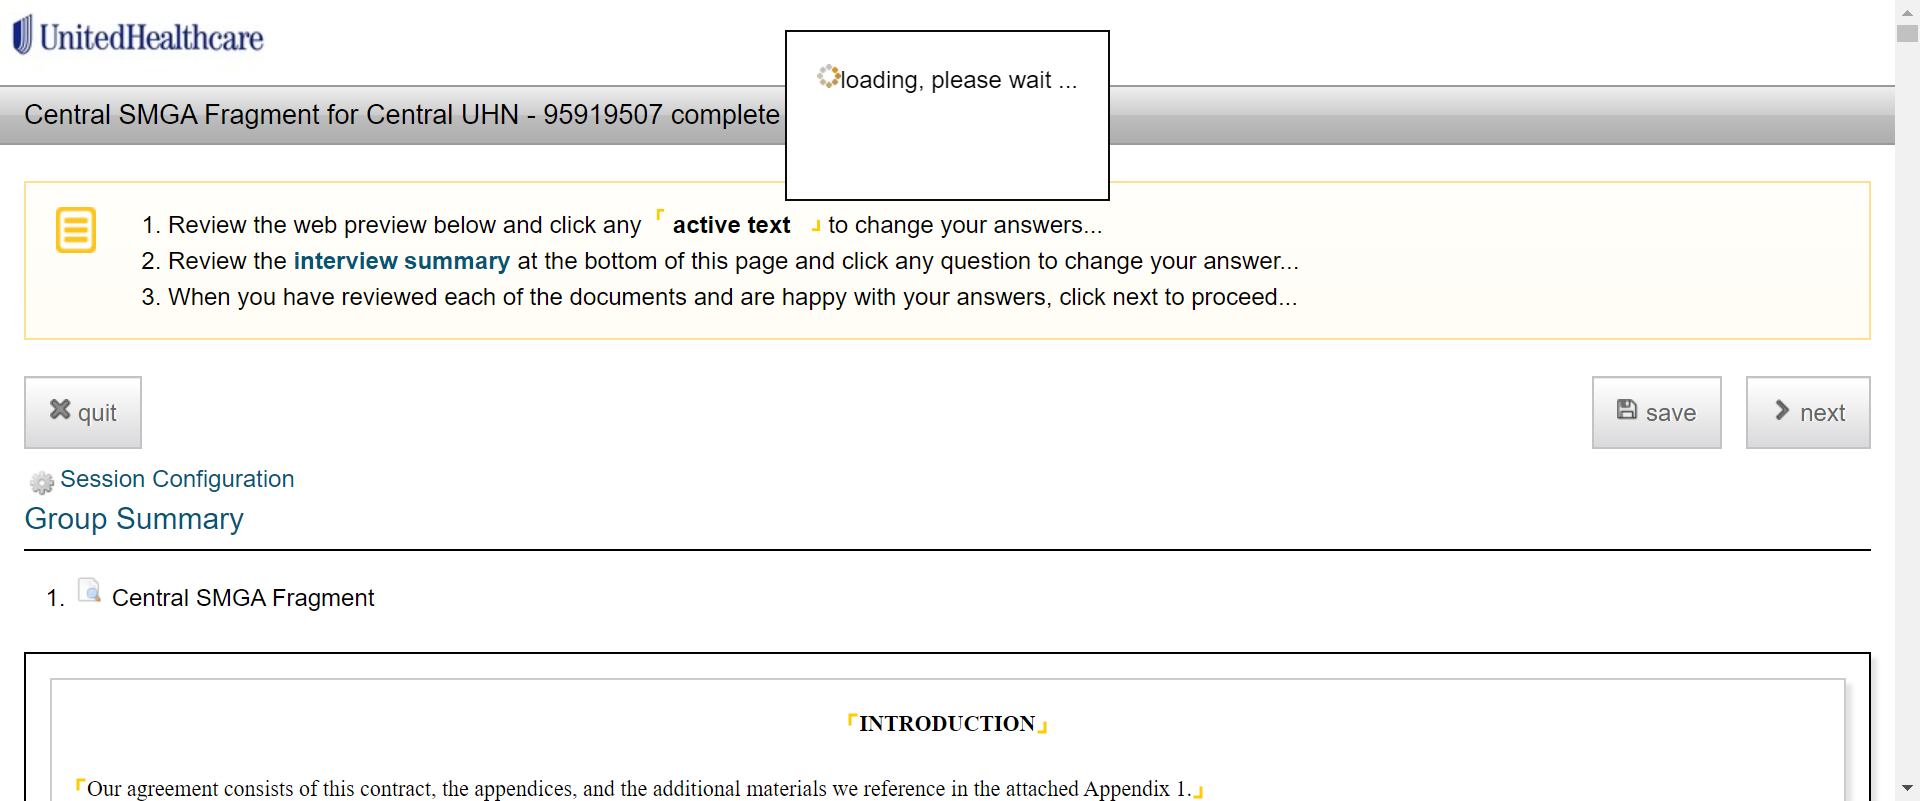 UnitedHealthcare
loading, please wait ...
Central SMGA Fragment for Central UHN - 95919507 complete
1. Review the web preview below and click any active text to change your answers...
2. Review the interview summary at the bottom of this page and click any question to change your answer...
3. When you have reviewed each of the documents and are happy with your answers, click next to proceed...
quit save next
Session Configuration
Group Summary
1. Central SMGA Fragment
INTRODUCTION
Our agreement consists of this contract, the appendices, and the additional materials we reference in the attached Appendix 1.